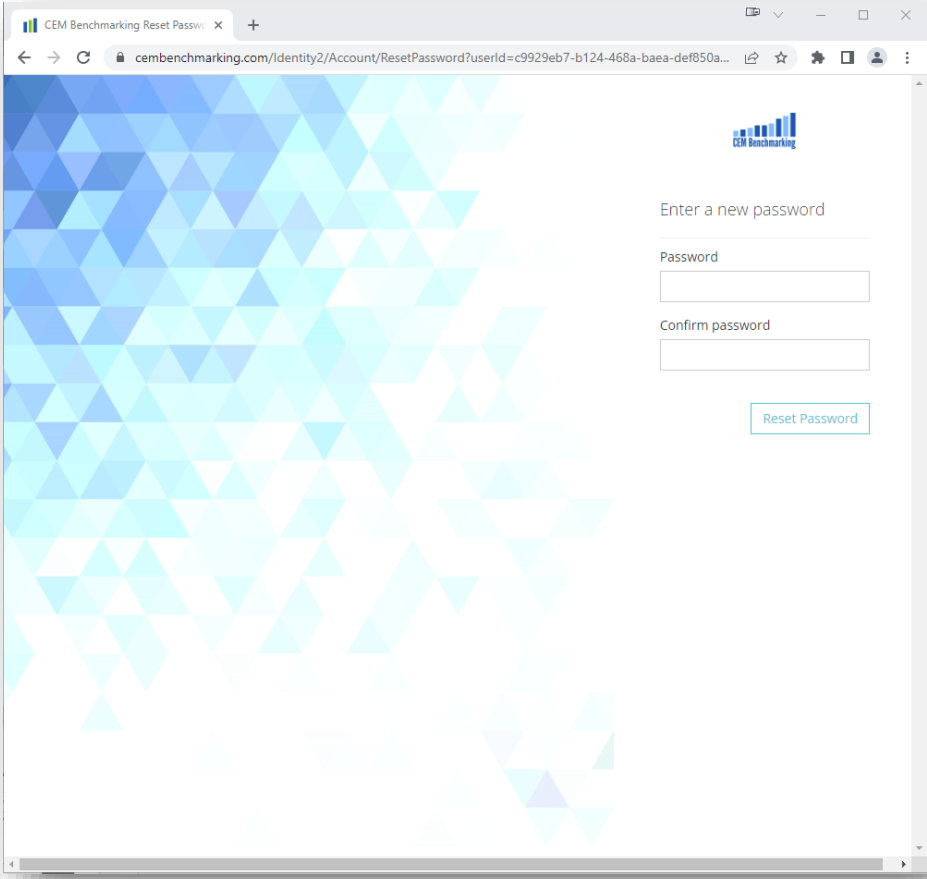 CEM Benchmarking Reset Passwo
cembenchmarking.com/Identity2/Account/ResetPassword?userId=c9929eb7-b124-468a-baea-def850a...
CEM Benchmarking
Enter a new password
Password
Confirm password
Reset Password